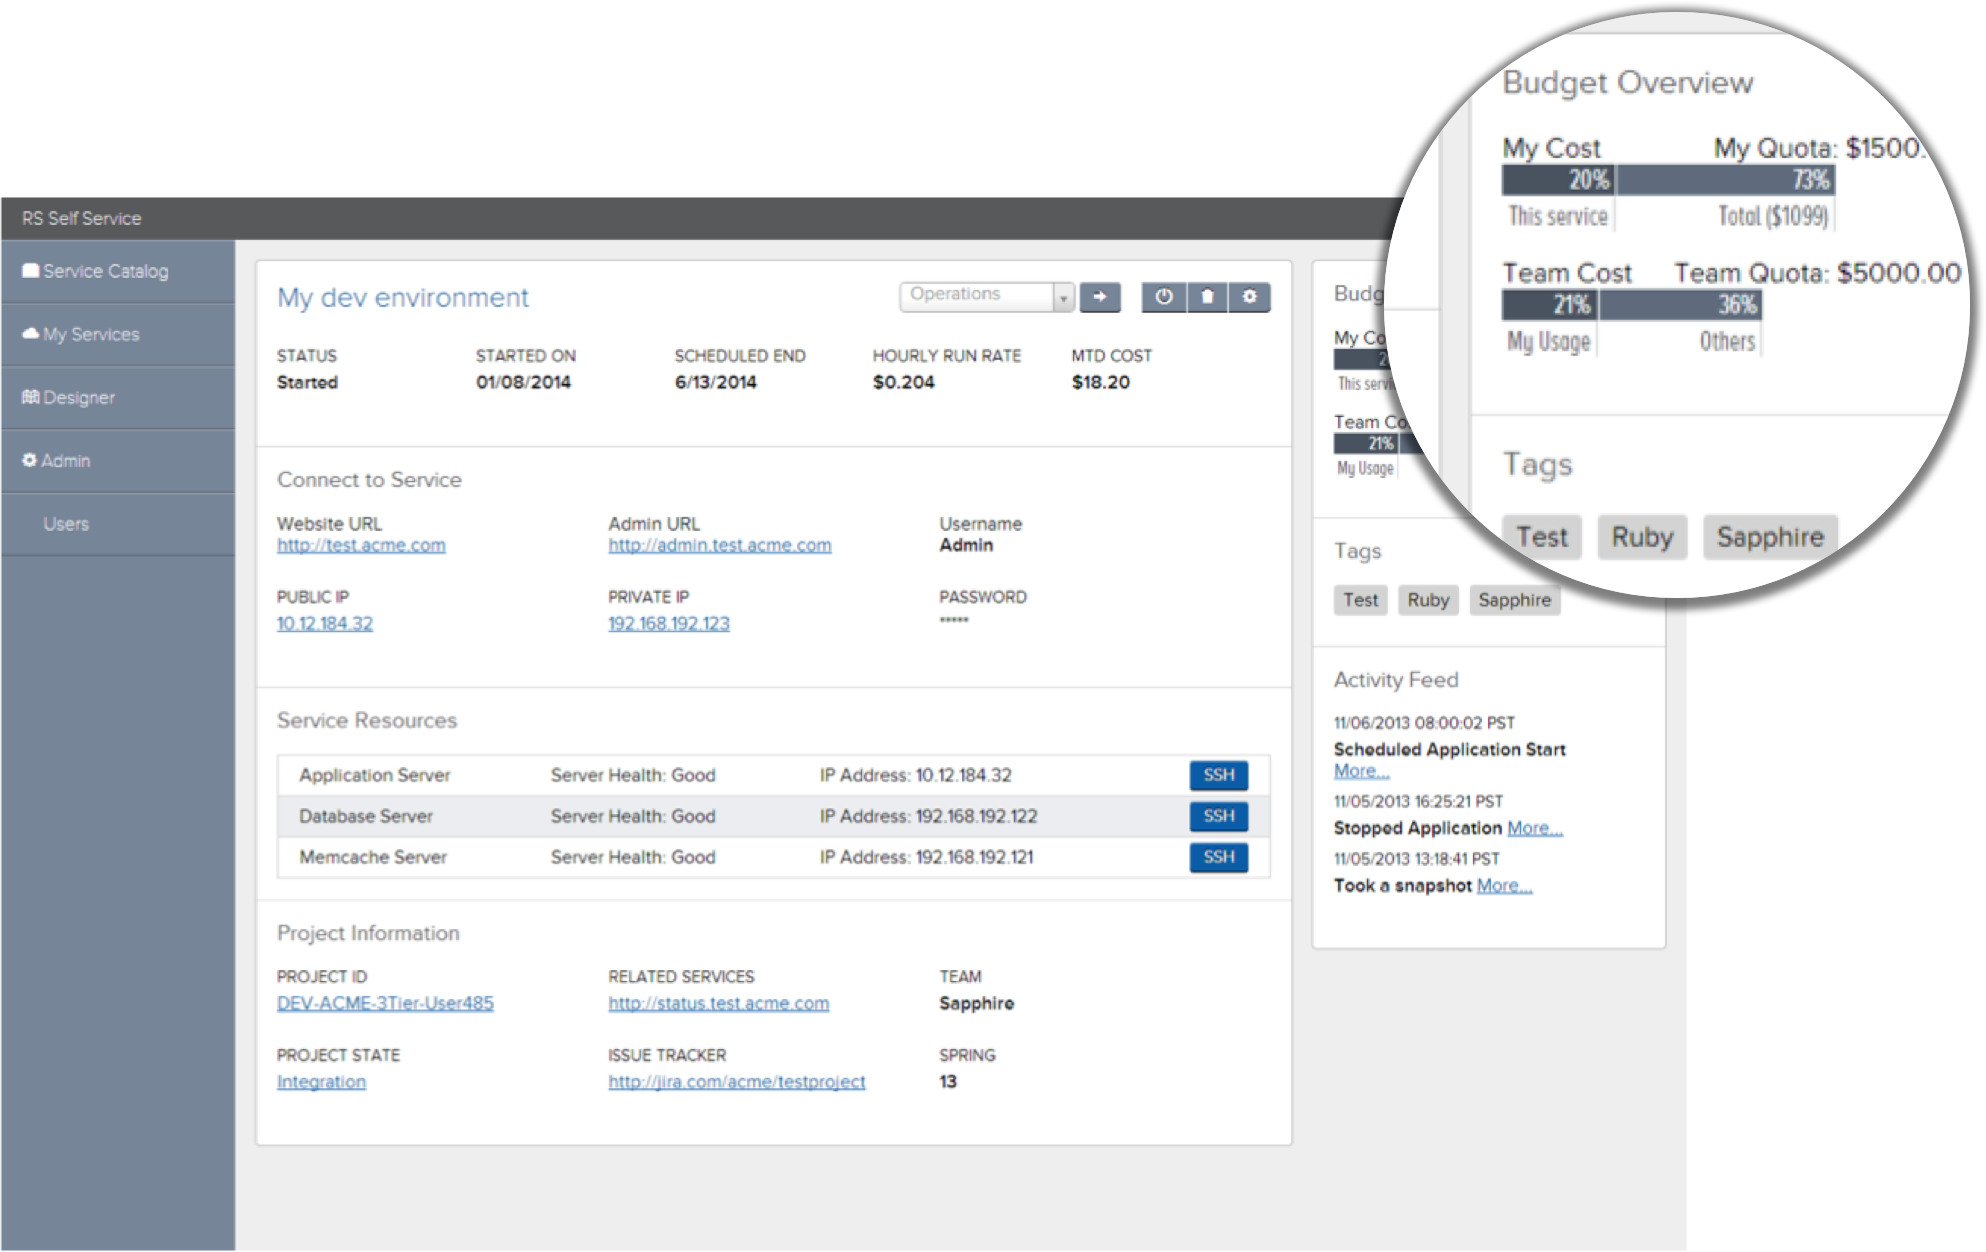 RS Self Service
Service Catalog
My Services
Designer
Admin
Users
My dev environment
Operations
STATUS STARTED ON SCHEDULED END HOURLY RUN RATE MTD COST
Started 01/08/2014 6/13/2014 $0.204 $18.20
Connect to Service
Website URL Admin URL Username
http://test.acme.com http://admin.test.acme.com Admin
PUBLIC IP PRIVATE IP PASSWORD
10.12.184.32 192.168.192.123 *****
Service Resources
Application Server Server Health: Good IP Address: 10.12.184.32 SSH
Database Server Server Health: Good IP Address: 192.168.192.122 SSH
Memcache Server Server Health: Good IP Address: 192.168.192.121 SSH
Project Information
PROJECT ID RELATED SERVICES TEAM
DEV-ACME-3Tier-User485 http://status.test.acme.com Sapphire
PROJECT STATE ISSUE TRACKER SPRING
Integration http://jira.com/acme/testproject 13
Budg
My Co
2
This servi
Team Co
21%
My Usage
Tags
Test Ruby Sapphire
Activity Feed
11/06/2013 08:00:02 PST
Scheduled Application Start
More...
11/05/2013 16:25:21 PST
Stopped Application More...
11/05/2013 13:18:41 PST
Took a snapshot More...
Budget Overview
My Cost My Quota: $1500.
20% 73%
This service Total ($1099)
Team Cost Team Quota: $5000.00
21% 36%
My Usage Others
Tags
Test Ruby Sapphire